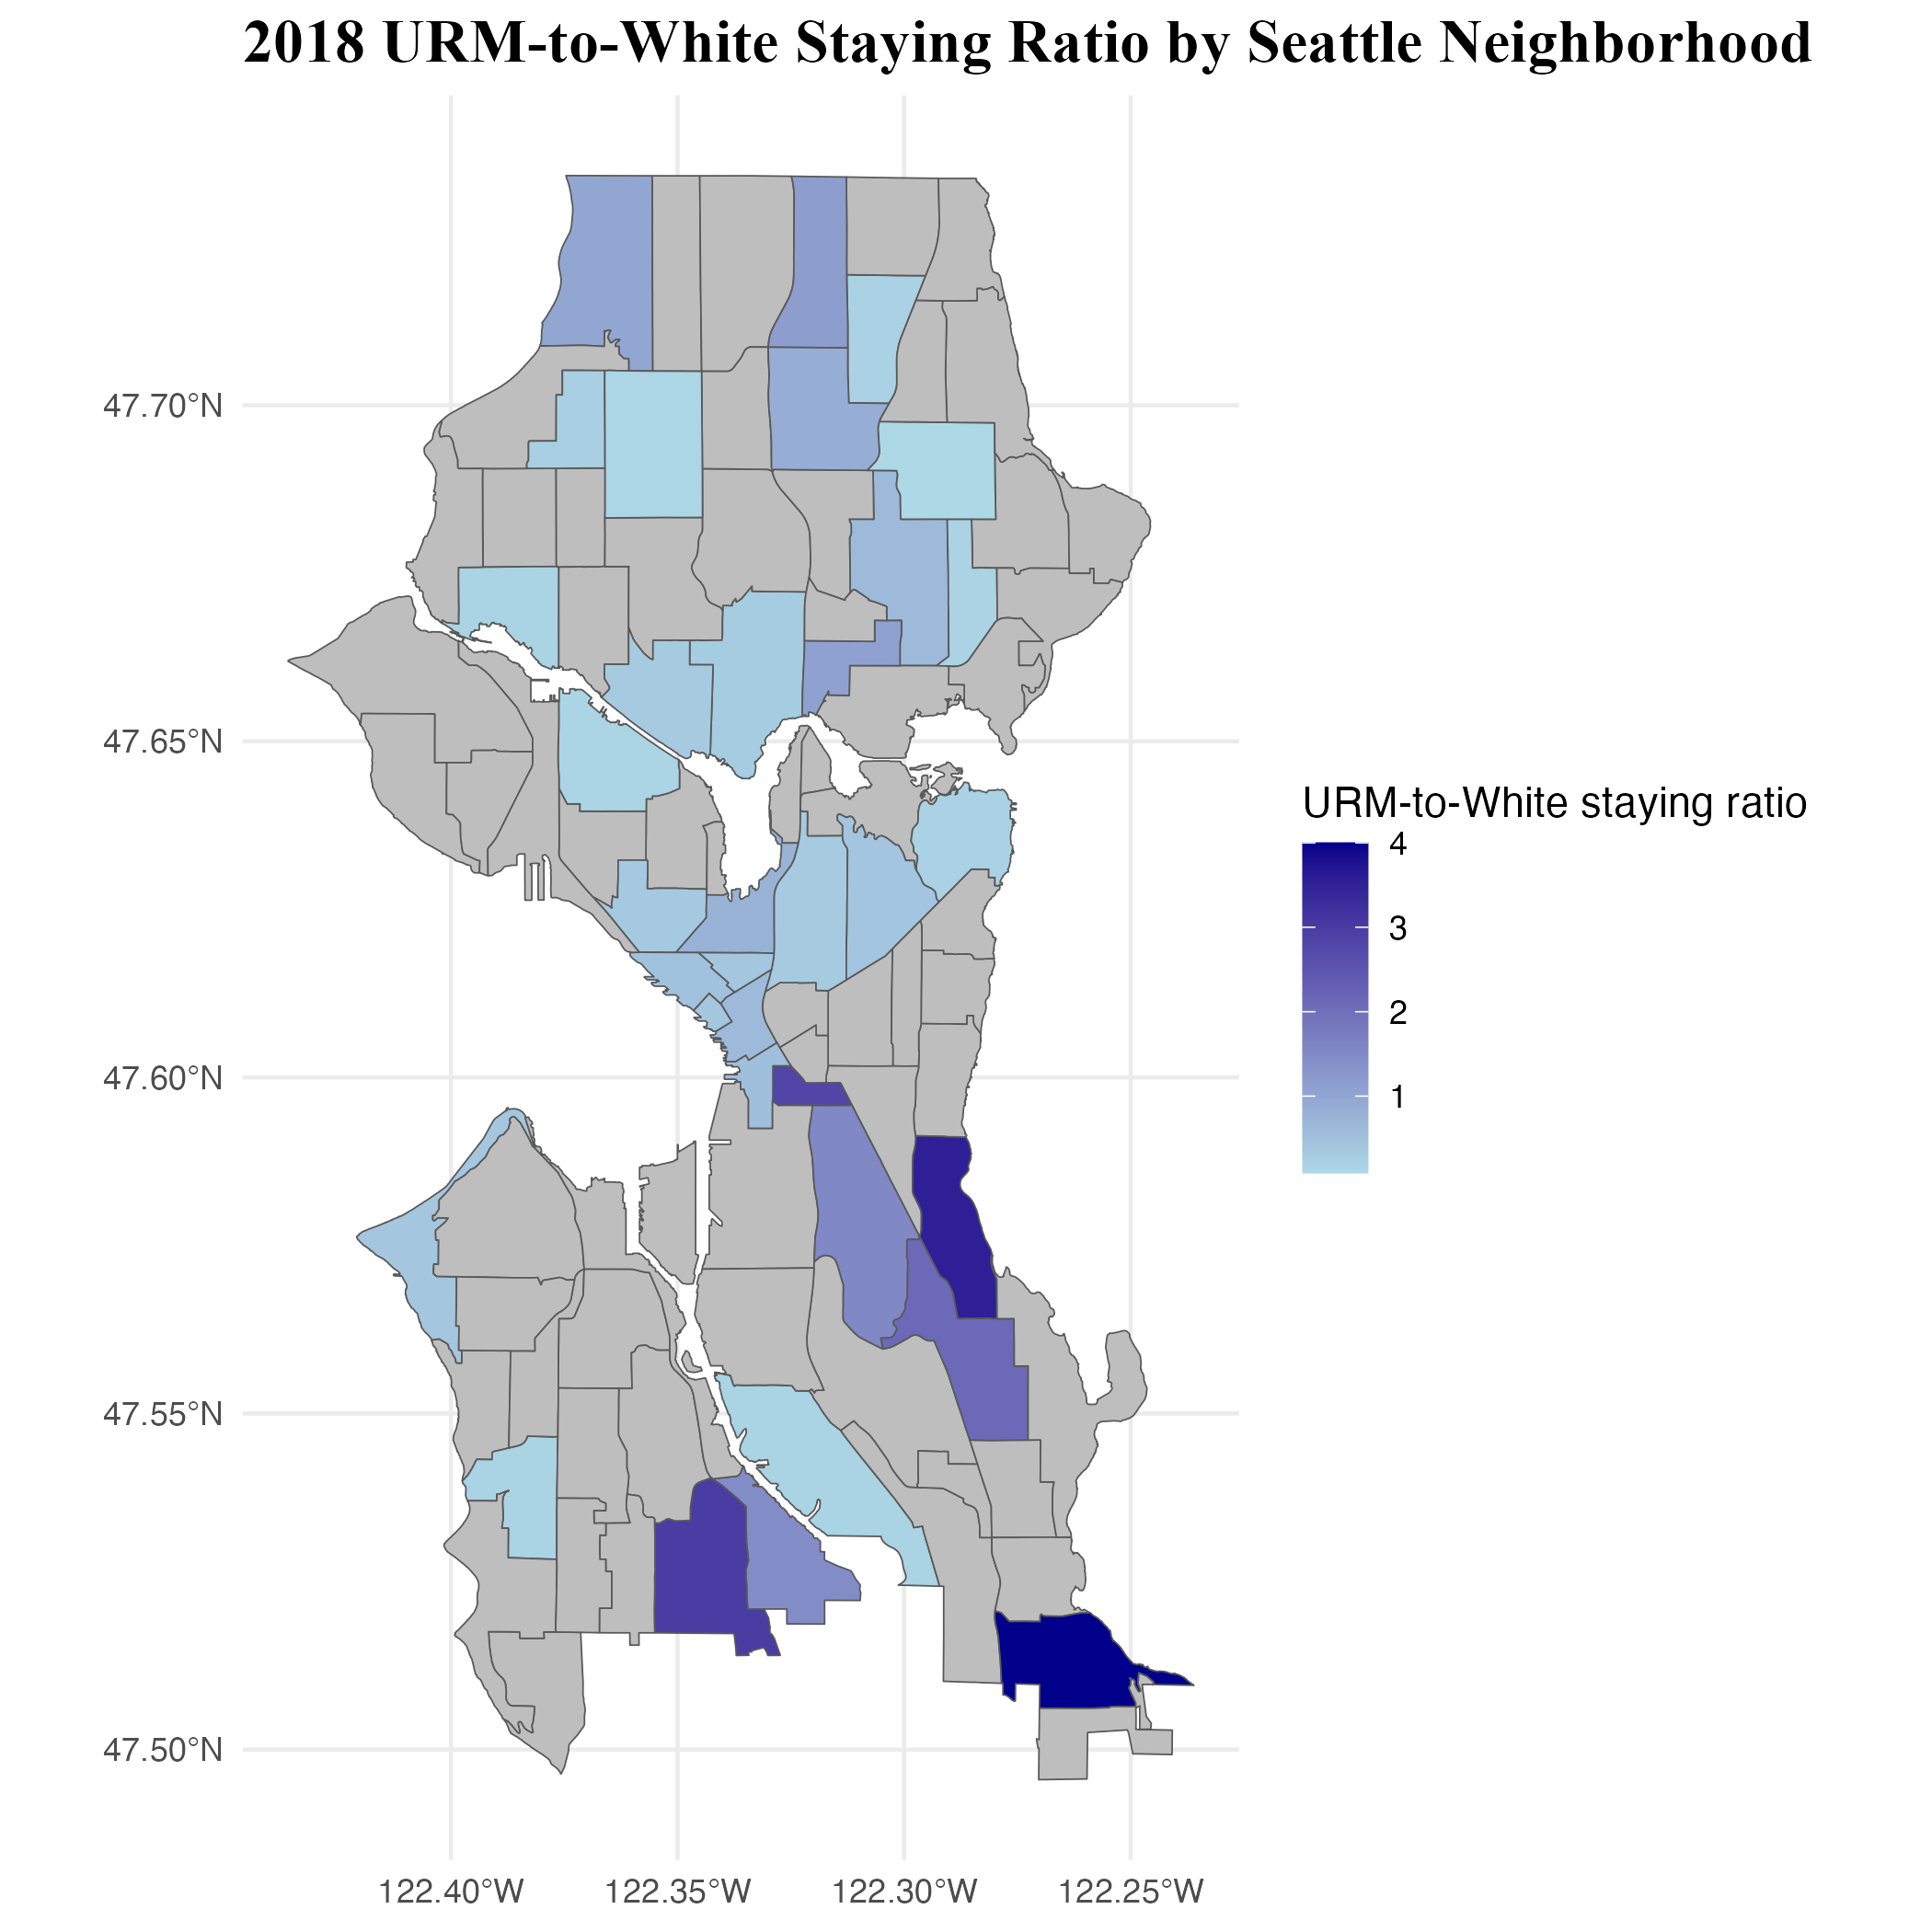 2018 URM-to-White Staying Ratio by Seattle Neighborhood
47.70°N
47.65°N
47.60°N
47.55°N
47.50°N
122.40°W
122.35°W
122.30°W
122.25°W
URM-to-White staying ratio
4
3
2
1